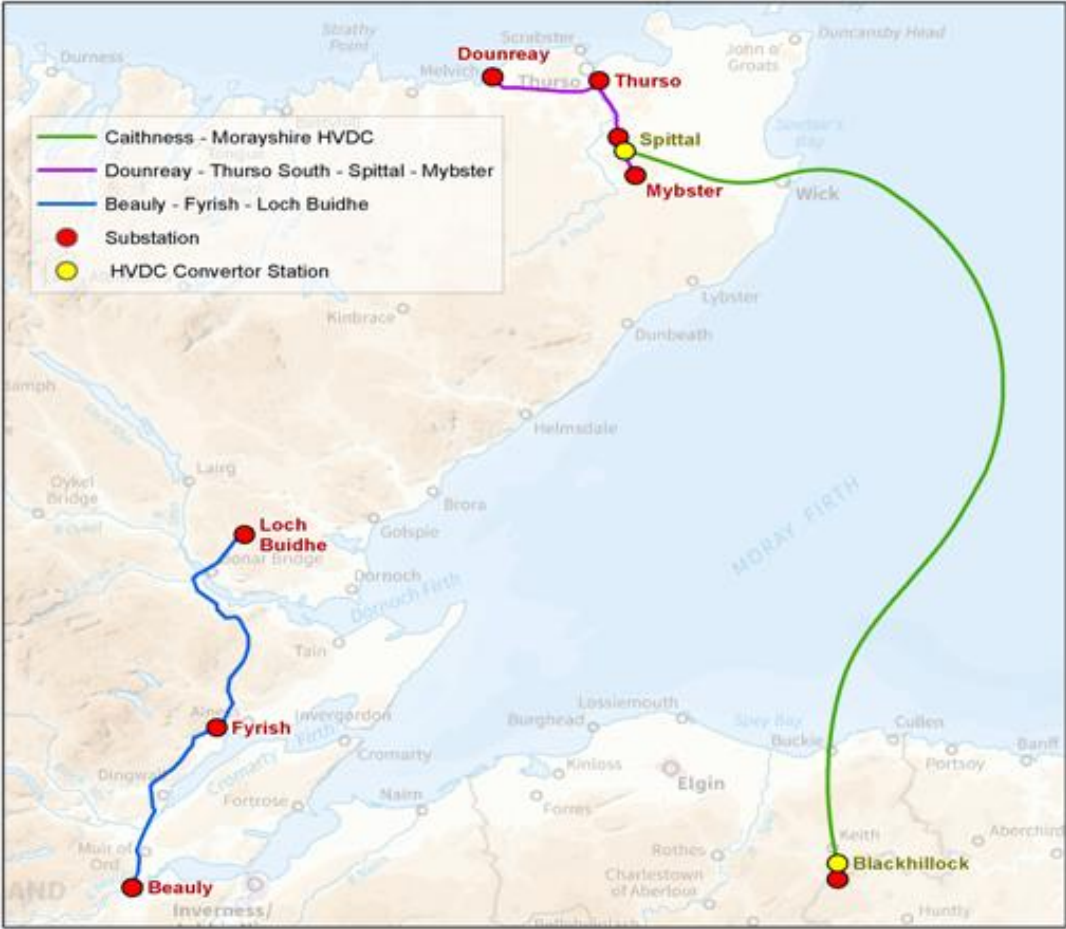 Strathy
Point
Scrabster
Duncansby Head
Durness
Dounreay
John o'
Groats
Melvich
Thurso
Thurso
Caithness - Morayshire HVDC
Spittal
Sinclair's
Bay
Dounreay - Thurso South - Spittal - Mybster
Mybster
Wick
Beauly - Fyrish - Loch Buidhe
Substation
HVDC Convertor Station
Lybster
Kinbrace
Dunbeath
Helmsdale
Lairg
Oykel
Bridge
Brora
Golspie
Loch
Buidhe
Bonar Bridge
MORAY FIRTH
Dornoch
Dornoch Firth
Tain
Lossiemouth
Invergordon
Burghead
Spey Bay
Cullen
Fyrish
Firth
Buckie
Banff
Cromarty
Portsoy
Kinloss
Dingwall
Cromarty
Elgin
Nairn
Fortrose
Forres
Keith
Aberchird
Muir of
Ord
Rothes
Blackhillock
Charlestown
of Aberlour
Beauly
AND
Inverness/
Huntly